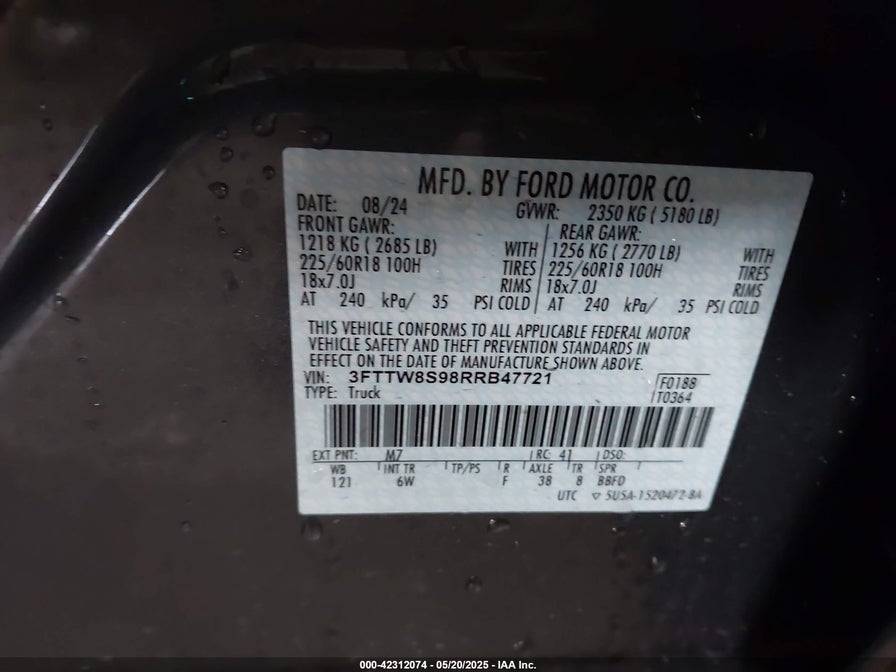 MFD. BY FORD MOTOR CO.
DATE: 08/24 GVWR: 2350 KG ( 5180 LB)
FRONT GAWR: REAR GAWR:
1218 KG ( 2685 LB) WITH 1256 KG ( 2770 LB) WITH
225/60R18 100H TIRES 225/60R18 100H TIRES
18x7.0J RIMS 18x7.0J RIMS
AT 240 kPa/ 35 PSI COLD AT 240 kPa/ 35 PSI COLD
THIS VEHICLE CONFORMS TO ALL APPLICABLE FEDERAL MOTOR
VEHICLE SAFETY AND THEFT PREVENTION STANDARDS IN
EFFECT ON THE DATE OF MANUFACTURE SHOWN ABOVE.
VIN: 3FTTW8S98RRB47721 F0188
TYPE: Truck T0364
EXT PNT: M7 RC: 41 DSO:
WB INT TR TP/PS R AXLE TR SPR
121 6W F 38 8 BBFD
UTC ▽ 5USA-1520472-BA
000-42312074 - 05/20/2025 - IAA Inc.